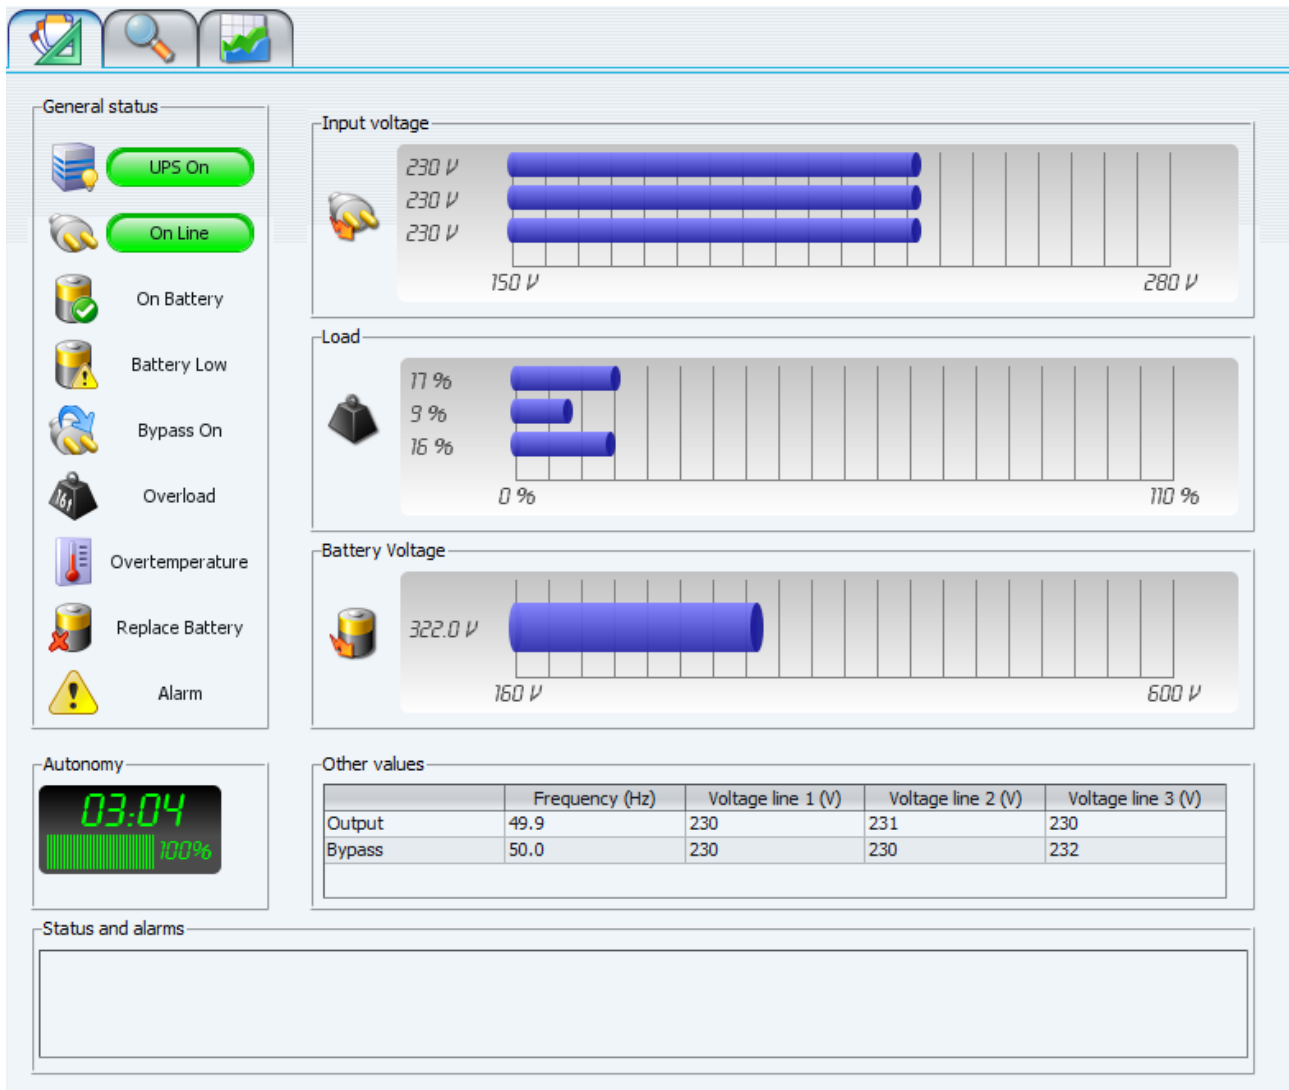 General status
UPS On
On Line
On Battery
Battery Low
Bypass On
16t
Overload
Overtemperature
Replace Battery
Alarm
Input voltage
230 V
230 V
230 V
150 V 280 V
Load
17 %
9 %
16 %
0 % 110 %
Battery Voltage
322.0 V
160 V 600 V
Autonomy
03:04
100%
Other values
Frequency (Hz) Voltage line 1 (V) Voltage line 2 (V) Voltage line 3 (V)
Output 49.9 230 231 230
Bypass 50.0 230 230 232
Status and alarms